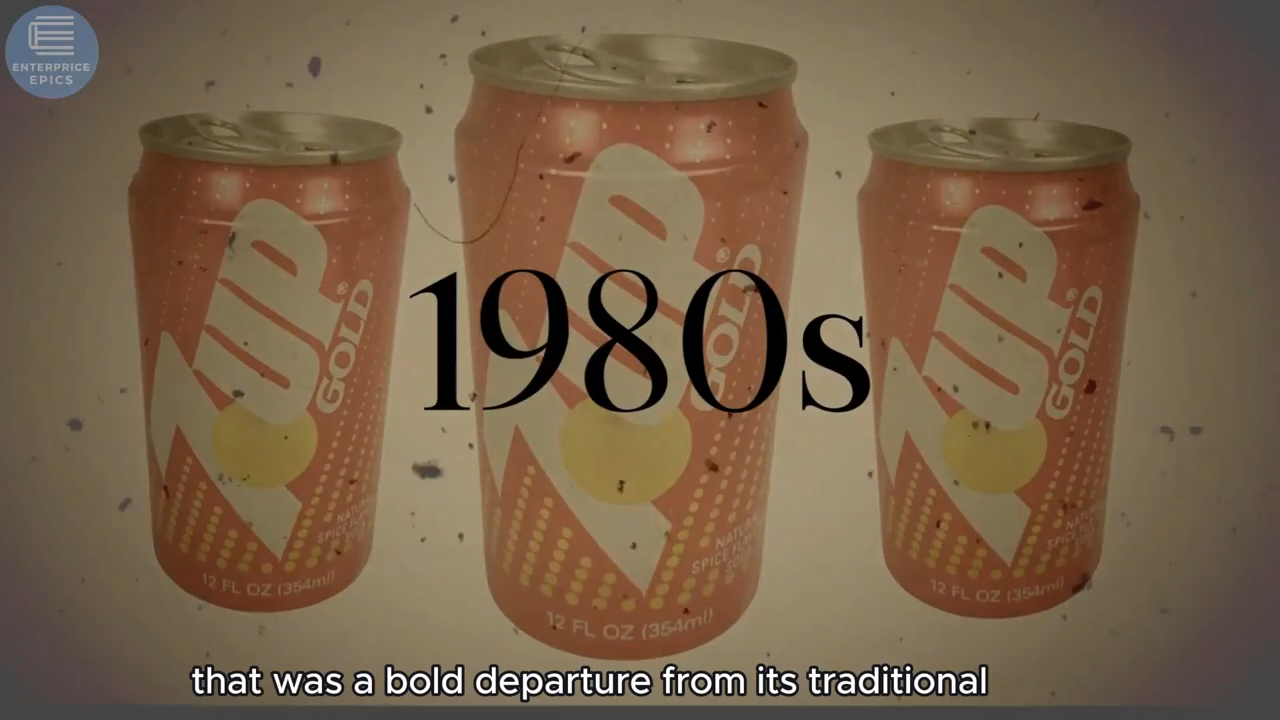 ENTERPRICE
EPICS
7UP
GOLD
12 FL OZ (354ml)
7UP
GOLD
SPICE
12 FL OZ (354ml)
7UP
GOLD
12 FL OZ (354ml)
1980s
that was a bold departure from its traditional